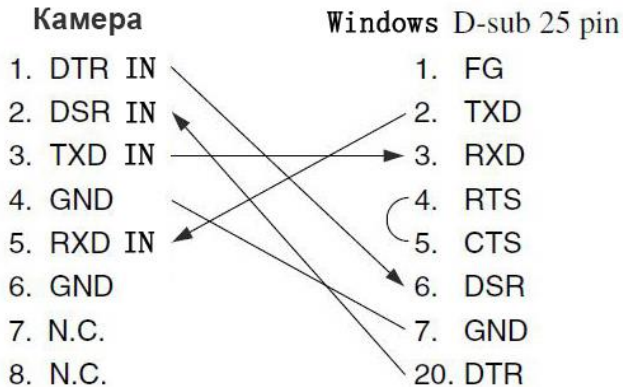 Камера
1. DTR IN
2. DSR IN
3. TXD IN
4. GND
5. RXD IN
6. GND
7. N.C.
8. N.C.
Windows D-sub 25 pin
1. FG
2. TXD
3. RXD
4. RTS
5. CTS
6. DSR
7. GND
20. DTR